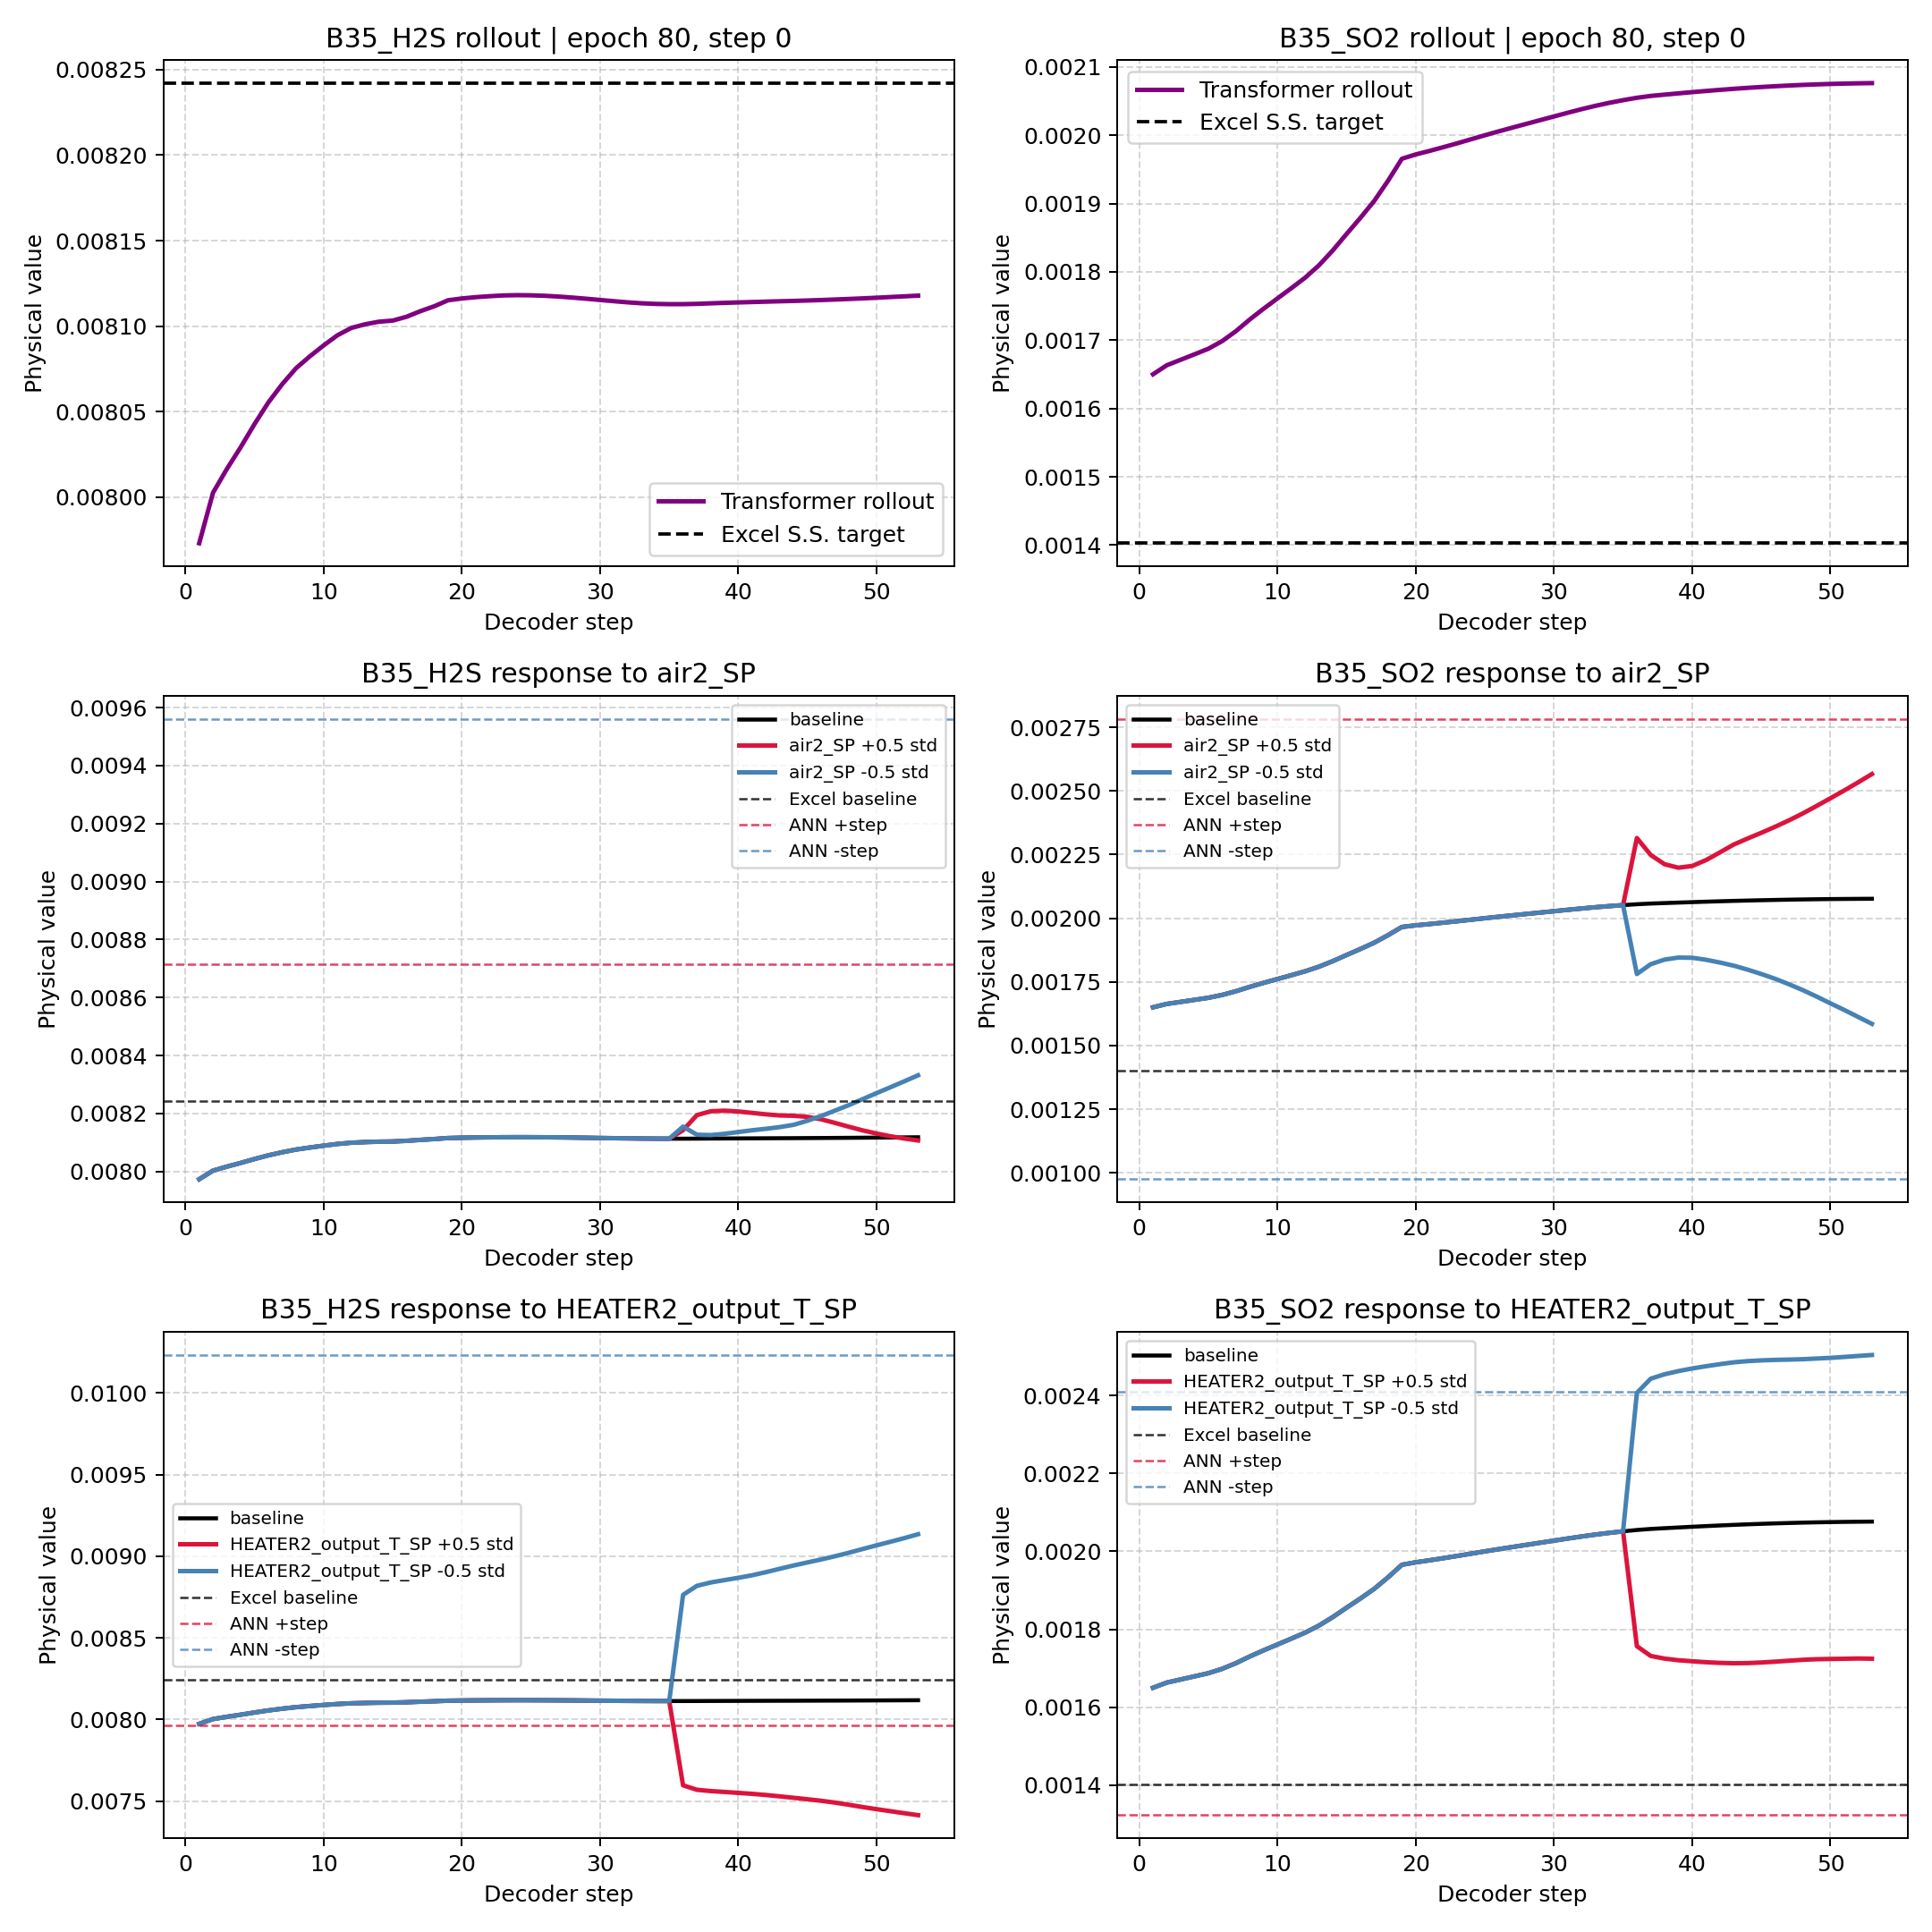 B35_H2S rollout | epoch 80, step 0
Physical value
0.00825
0.00820
0.00815
0.00810
0.00805
0.00800
Transformer rollout
Excel S.S. target
0 10 20 30 40 50
Decoder step
B35_SO2 rollout | epoch 80, step 0
Physical value
0.0021
0.0020
0.0019
0.0018
0.0017
0.0016
0.0015
0.0014
Transformer rollout
Excel S.S. target
0 10 20 30 40 50
Decoder step
B35_H2S response to air2_SP
Physical value
0.0096
0.0094
0.0092
0.0090
0.0088
0.0086
0.0084
0.0082
0.0080
baseline
air2_SP +0.5 std
air2_SP -0.5 std
Excel baseline
ANN +step
ANN -step
0 10 20 30 40 50
Decoder step
B35_SO2 response to air2_SP
Physical value
0.00275
0.00250
0.00225
0.00200
0.00175
0.00150
0.00125
0.00100
baseline
air2_SP +0.5 std
air2_SP -0.5 std
Excel baseline
ANN +step
ANN -step
0 10 20 30 40 50
Decoder step
B35_H2S response to HEATER2_output_T_SP
Physical value
0.0100
0.0095
0.0090
0.0085
0.0080
0.0075
baseline
HEATER2_output_T_SP +0.5 std
HEATER2_output_T_SP -0.5 std
Excel baseline
ANN +step
ANN -step
0 10 20 30 40 50
Decoder step
B35_SO2 response to HEATER2_output_T_SP
Physical value
0.0024
0.0022
0.0020
0.0018
0.0016
0.0014
baseline
HEATER2_output_T_SP +0.5 std
HEATER2_output_T_SP -0.5 std
Excel baseline
ANN +step
ANN -step
0 10 20 30 40 50
Decoder step